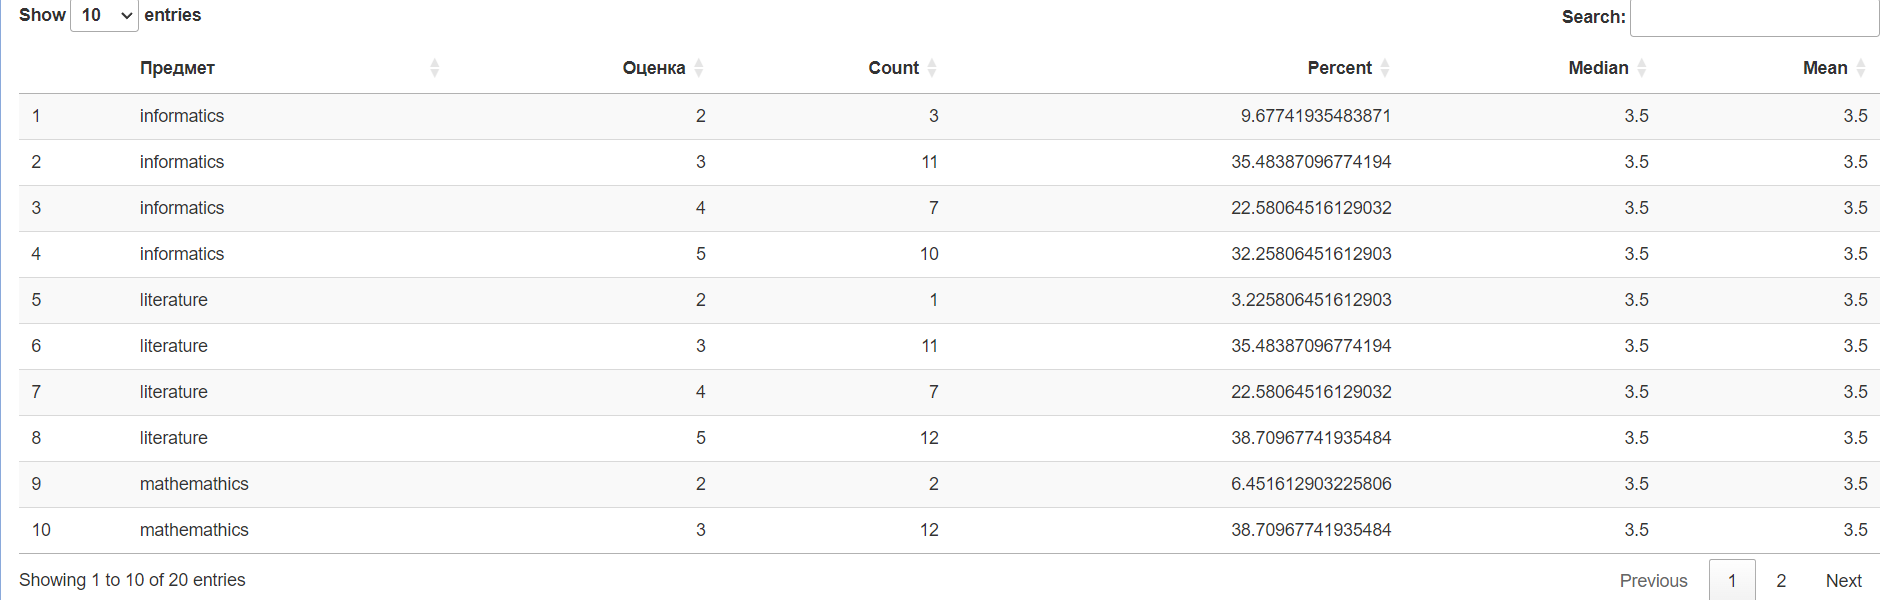 Show 10 entries Search:
Предмет Оценка Count Percent Median Mean
1 informatics 2 3 9.67741935483871 3.5 3.5
2 informatics 3 11 35.48387096774194 3.5 3.5
3 informatics 4 7 22.58064516129032 3.5 3.5
4 informatics 5 10 32.25806451612903 3.5 3.5
5 literature 2 1 3.225806451612903 3.5 3.5
6 literature 3 11 35.48387096774194 3.5 3.5
7 literature 4 7 22.58064516129032 3.5 3.5
8 literature 5 12 38.70967741935484 3.5 3.5
9 mathemathics 2 2 6.451612903225806 3.5 3.5
10 mathemathics 3 12 38.70967741935484 3.5 3.5
Showing 1 to 10 of 20 entries Previous 1 2 Next